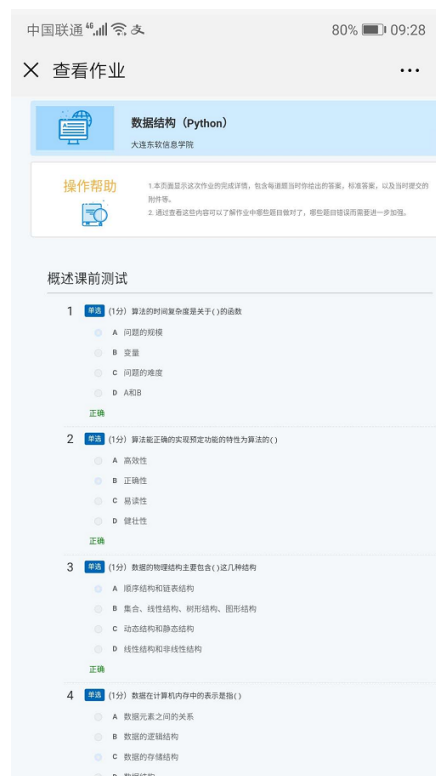 中国联通 46 80% 09:28
查看作业
数据结构（Python）
大连东软信息学院
操作帮助
1.本页面显示这次作业的完成详情，包含每道题当时你给出的答案，标准答案，以及当时提交的
附件等。
2. 通过查看这些内容可以了解作业中哪些题目做对了，哪些题目错误而需要进一步加强。
概述课前测试
1 单选 (1分) 算法的时间复杂度是关于( )的函数
A 问题的规模
B 变量
C 问题的难度
D A和B
正确
2 单选 (1分) 算法能正确的实现预定功能的特性为算法的( )
A 高效性
B 正确性
C 易读性
D 健壮性
正确
3 单选 (1分) 数据的物理结构主要包含( )这几种结构
A 顺序结构和链表结构
B 集合、线性结构、树形结构、图形结构
C 动态结构和静态结构
D 线性结构和非线性结构
正确
4 单选 (1分) 数据在计算机内存中的表示是指( )
A 数据元素之间的关系
B 数据的逻辑结构
C 数据的存储结构
D 数据结构